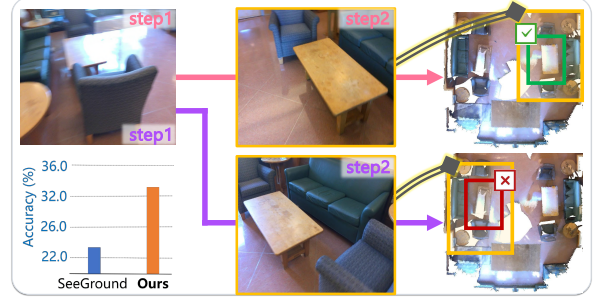 step1
step2
step1
step2
Accuracy (%)
36.0
32.0
26.0
22.0
SeeGround Ours